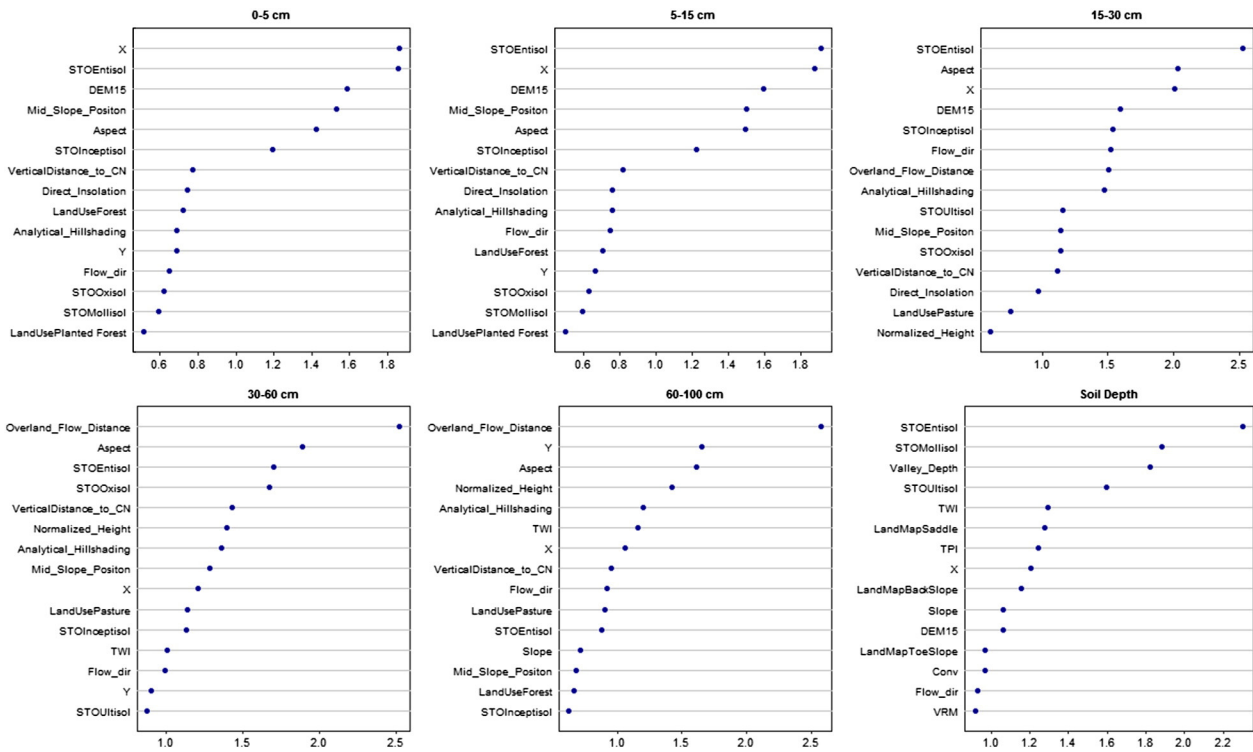 0-5 cm
X
STOEntisol
DEM15
Mid_Slope_Positon
Aspect
STOInceptisol
VerticalDistance_to_CN
Direct_Insolation
LandUseForest
Analytical_Hillshading
Y
Flow_dir
STOOxisol
STOMollisol
LandUsePlanted Forest
0.6 0.8 1.0 1.2 1.4 1.6 1.8
5-15 cm
STOEntisol
X
DEM15
Mid_Slope_Positon
Aspect
STOInceptisol
VerticalDistance_to_CN
Direct_Insolation
Analytical_Hillshading
Flow_dir
LandUseForest
Y
STOOxisol
STOMollisol
LandUsePlanted Forest
0.6 0.8 1.0 1.2 1.4 1.6 1.8
15-30 cm
STOEntisol
Aspect
X
DEM15
STOInceptisol
Flow_dir
Overland_Flow_Distance
Analytical_Hillshading
STOUltisol
Mid_Slope_Positon
STOOxisol
VerticalDistance_to_CN
Direct_Insolation
LandUsePasture
Normalized_Height
1.0 1.5 2.0 2.5
30-60 cm
Overland_Flow_Distance
Aspect
STOEntisol
STOOxisol
VerticalDistance_to_CN
Normalized_Height
Analytical_Hillshading
Mid_Slope_Positon
X
LandUsePasture
STOInceptisol
TWI
Flow_dir
Y
STOUltisol
1.0 1.5 2.0 2.5
60-100 cm
Overland_Flow_Distance
Y
Aspect
Normalized_Height
Analytical_Hillshading
TWI
X
VerticalDistance_to_CN
Flow_dir
LandUsePasture
STOEntisol
Slope
Mid_Slope_Positon
LandUseForest
STOInceptisol
1.0 1.5 2.0 2.5
Soil Depth
STOEntisol
STOMollisol
Valley_Depth
STOUltisol
TWI
LandMapSaddle
TPI
X
LandMapBackSlope
Slope
DEM15
LandMapToeSlope
Conv
Flow_dir
VRM
1.0 1.2 1.4 1.6 1.8 2.0 2.2